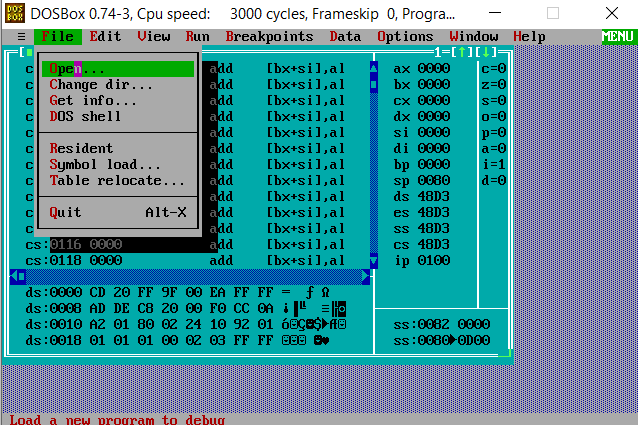 DOSBox 0.74-3, Cpu speed: 3000 cycles, Frameskip 0, Progra...
≡ File Edit View Run Breakpoints Data Options Window Help MENU
[■ 1=[↑][↓]
Open...
Change dir...
Get info...
DOS shell
Resident
Symbol load...
Table relocate...
Quit Alt-X
c add [bx+si],al ax 0000 c=0
c add [bx+si],al bx 0000 z=0
c add [bx+si],al cx 0000 s=0
c add [bx+si],al dx 0000 o=0
c add [bx+si],al si 0000 p=0
c add [bx+si],al di 0000 a=0
c add [bx+si],al bp 0000 i=1
c add [bx+si],al sp 0080 d=0
c add [bx+si],al ds 48D3
c add [bx+si],al es 48D3
c add [bx+si],al ss 48D3
cs:0116 0000 add [bx+si],al cs 48D3
cs:0118 0000 add [bx+si],al ip 0100
ds:0000 CD 20 FF 9F 00 EA FF FF = ƒ Ω
ds:0008 AD DE C8 20 00 F0 CC 0A
ds:0010 A2 01 80 02 24 10 92 01 ss:0082 0000
ds:0018 01 01 01 00 02 03 FF FF ss:0080►0D00
Load a new program to debug